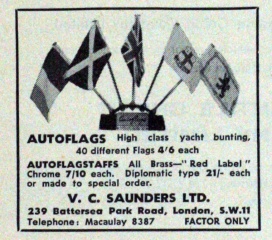 AUTOFLAGS High class yacht bunting,
40 different Flags 4/6 each
AUTOFLAGSTAFFS All Brass—"Red Label"
Chrome 7/10 each. Diplomatic type 21/- each
or made to special order.
V. C. SAUNDERS LTD.
239 Battersea Park Road, London, S.W.11
Telephone: Macaulay 8387 FACTOR ONLY